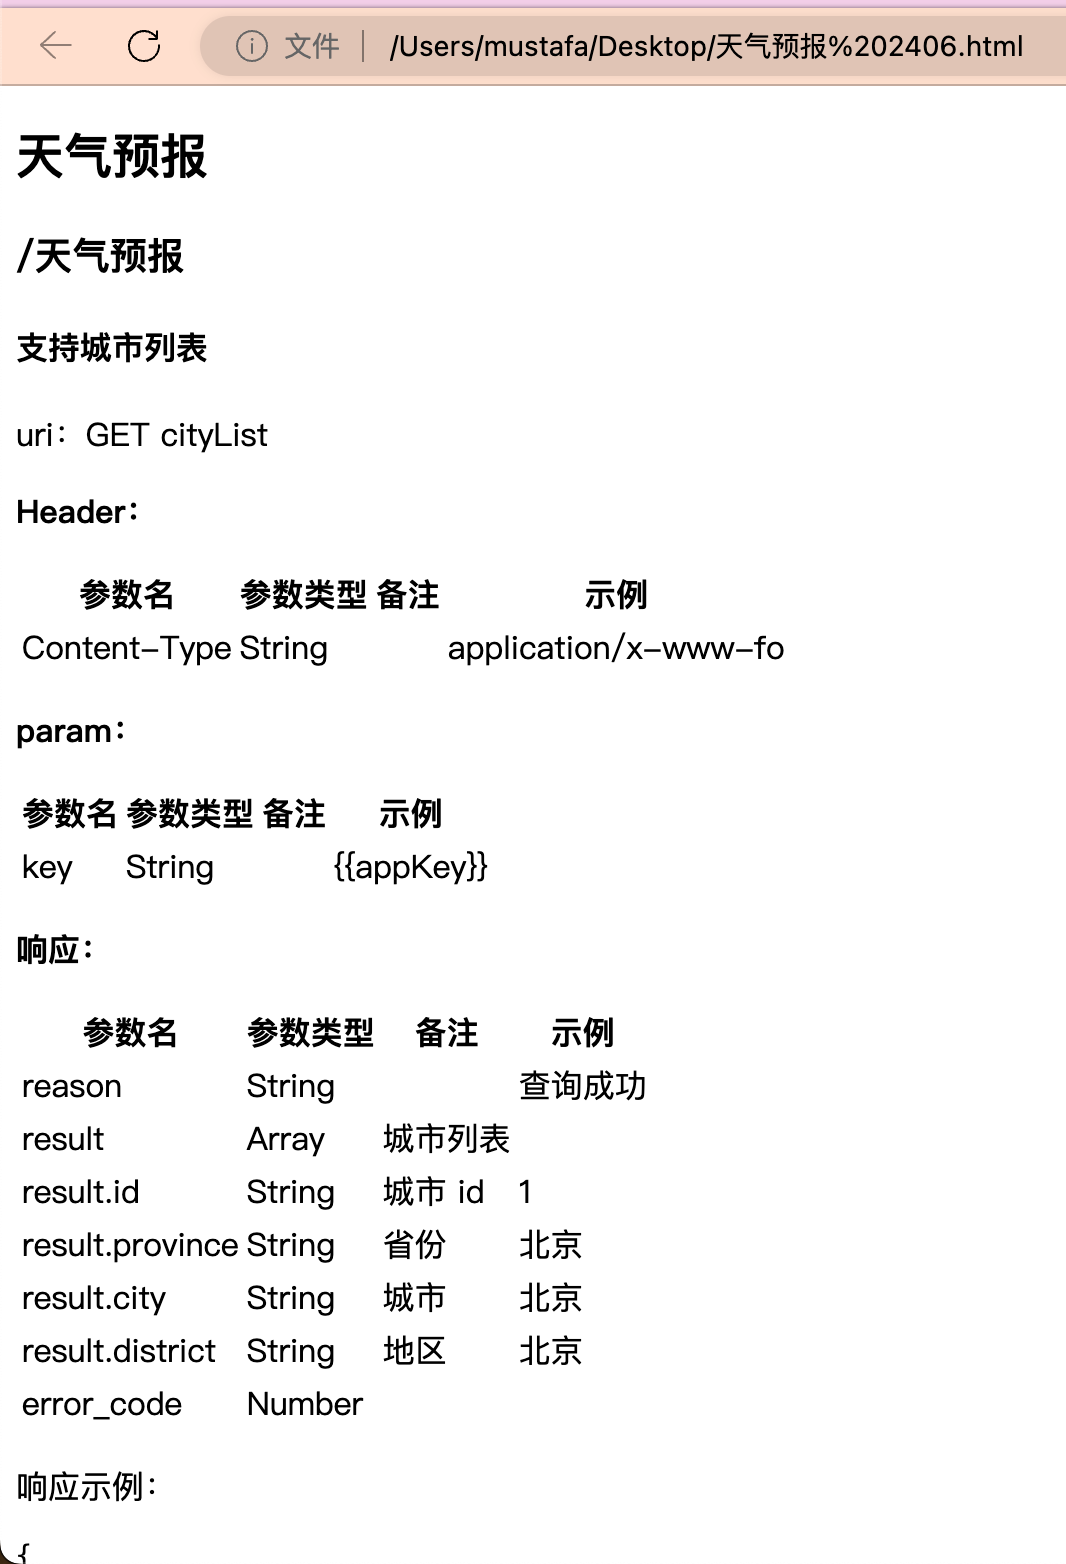 文件 | /Users/mustafa/Desktop/天气预报%202406.html
天气预报
/天气预报
支持城市列表
uri：GET cityList
Header：
参数名 参数类型 备注 示例
Content-Type String application/x-www-fo
param：
参数名 参数类型 备注 示例
key String {{appKey}}
响应：
参数名 参数类型 备注 示例
reason String 查询成功
result Array 城市列表
result.id String 城市 id 1
result.province String 省份 北京
result.city String 城市 北京
result.district String 地区 北京
error_code Number
响应示例：
{